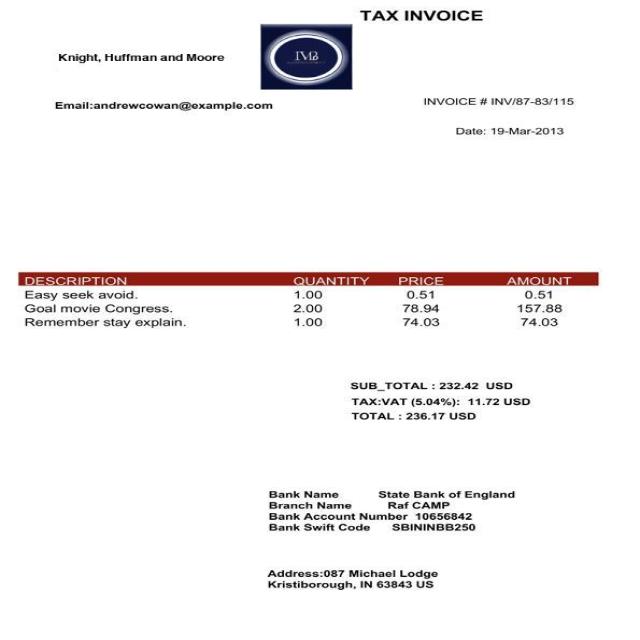 TAX INVOICE
Knight, Huffman and Moore
Email:andrewcowan@example.com
INVOICE # INV/87-83/115
Date: 19-Mar-2013
DESCRIPTION QUANTITY PRICE AMOUNT
Easy seek avoid. 1.00 0.51 0.51
Goal movie Congress. 2.00 78.94 157.88
Remember stay explain. 1.00 74.03 74.03
SUB_TOTAL : 232.42 USD
TAX:VAT (5.04%): 11.72 USD
TOTAL : 236.17 USD
Bank Name State Bank of England
Branch Name Raf CAMP
Bank Account Number 10656842
Bank Swift Code SBININBB250
Address:087 Michael Lodge
Kristiborough, IN 63843 US